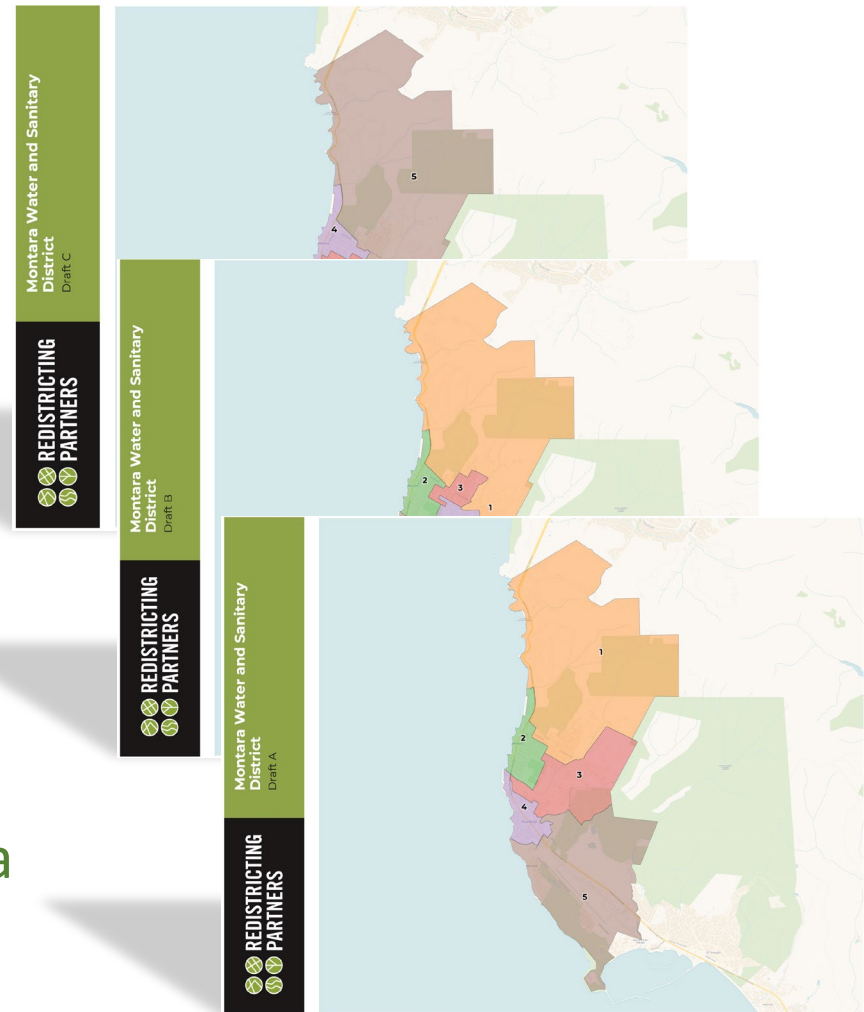 Montara Water and Sanitary
District
Draft C
REDISTRICTING
PARTNERS
5
4
Montara Water and Sanitary
District
Draft B
REDISTRICTING
PARTNERS
2
3
1
Montara Water and Sanitary
District
Draft A
REDISTRICTING
PARTNERS
1
2
3
4
5
a